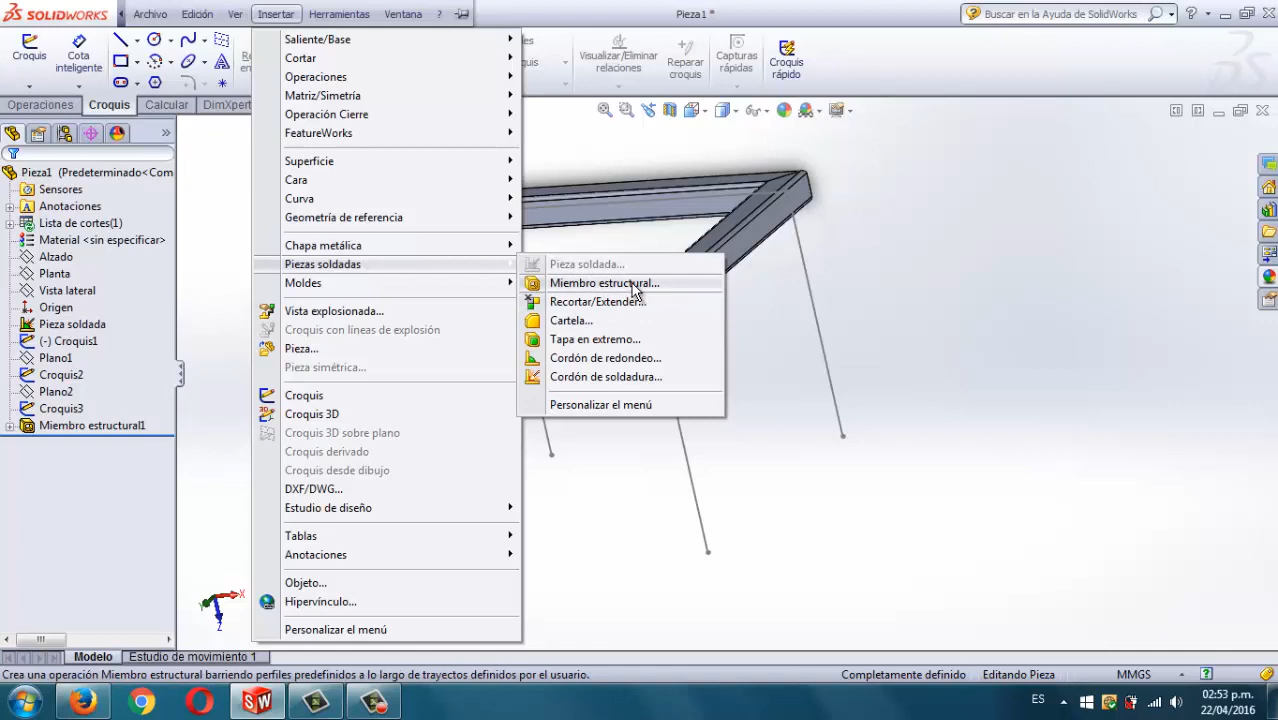 SOLIDWORKS
Archivo Edición Ver Insertar Herramientas Ventana ?
Pieza1 *
Buscar en la Ayuda de SolidWorks
Croquis
Cota inteligente
Visualizar/Eliminar relaciones
Reparar croquis
Capturas rápidas
Croquis rápido
Operaciones Croquis Calcular DimXpert
Pieza1 (Predeterminado<Com
Sensores
Anotaciones
Lista de cortes(1)
Material <sin especificar>
Alzado
Planta
Vista lateral
Origen
Pieza soldada
(-) Croquis1
Plano1
Croquis2
Plano2
Croquis3
Miembro estructural1
Saliente/Base
Cortar
Operaciones
Matriz/Simetría
Operación Cierre
FeatureWorks
Superficie
Cara
Curva
Geometría de referencia
Chapa metálica
Piezas soldadas
Moldes
Vista explosionada...
Croquis con líneas de explosión
Pieza...
Pieza simétrica...
Croquis
Croquis 3D
Croquis 3D sobre plano
Croquis derivado
Croquis desde dibujo
DXF/DWG...
Estudio de diseño
Tablas
Anotaciones
Objeto...
Hipervínculo...
Personalizar el menú
Pieza soldada...
Miembro estructural...
Recortar/Extender...
Cartela...
Tapa en extremo...
Cordón de redondeo...
Cordón de soldadura...
Personalizar el menú
X
Y
Z
Modelo Estudio de movimiento 1
Crea una operación Miembro estructural barriendo perfiles predefinidos a lo largo de trayectos definidos por el usuario.
Completamente definido Editando Pieza MMGS
ES
02:53 p.m.
22/04/2016